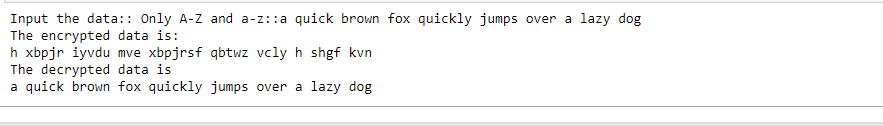 Input the data:: Only A-Z and a-z::a quick brown fox quickly jumps over a lazy dog
The encrypted data is:
h xbpjr iyvdu mve xbpjrsf qbtwz vcly h shgf kvn
The decrypted data is
a quick brown fox quickly jumps over a lazy dog